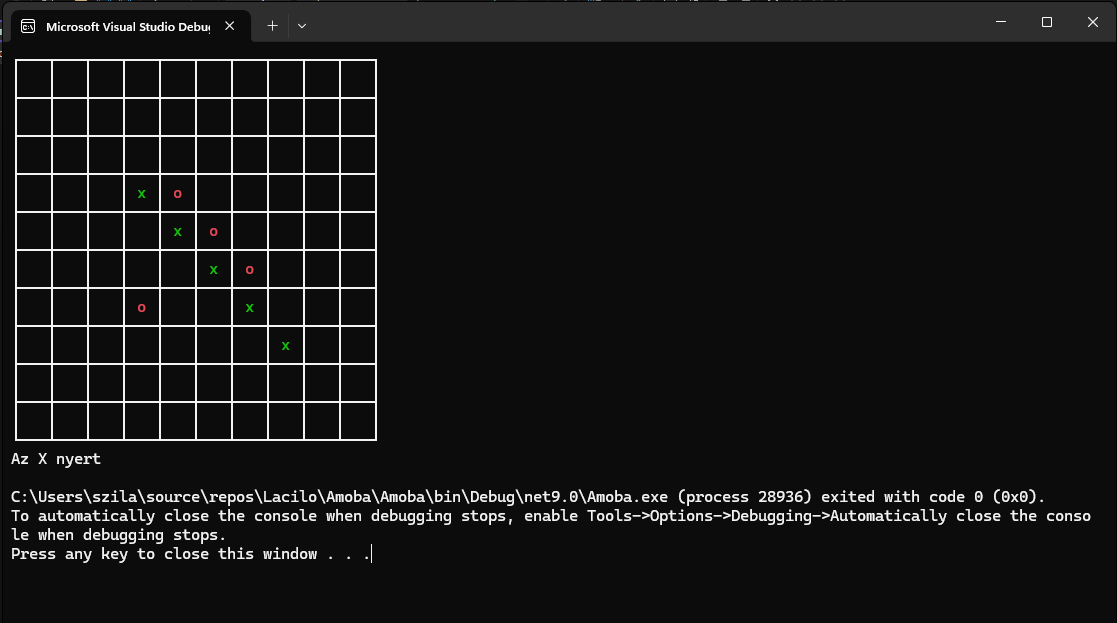 Microsoft Visual Studio Debug
x o
x o
x o
o x
x
Az X nyert
C:\Users\szila\source\repos\Lacilo\Amoba\Amoba\bin\Debug\net9.0\Amoba.exe (process 28936) exited with code 0 (0x0).
To automatically close the console when debugging stops, enable Tools->Options->Debugging->Automatically close the conso
le when debugging stops.
Press any key to close this window . . .